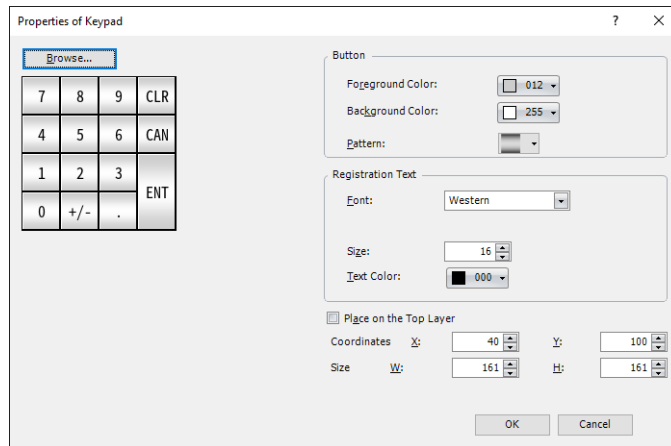 Properties of Keypad
?
Browse...
7 8 9 CLR
4 5 6 CAN
1 2 3
ENT
0 +/- .
Button
Foreground Color: 012
Background Color: 255
Pattern:
Registration Text
Font: Western
Size: 16
Text Color: 000
Place on the Top Layer
Coordinates X: 40 Y: 100
Size W: 161 H: 161
OK Cancel